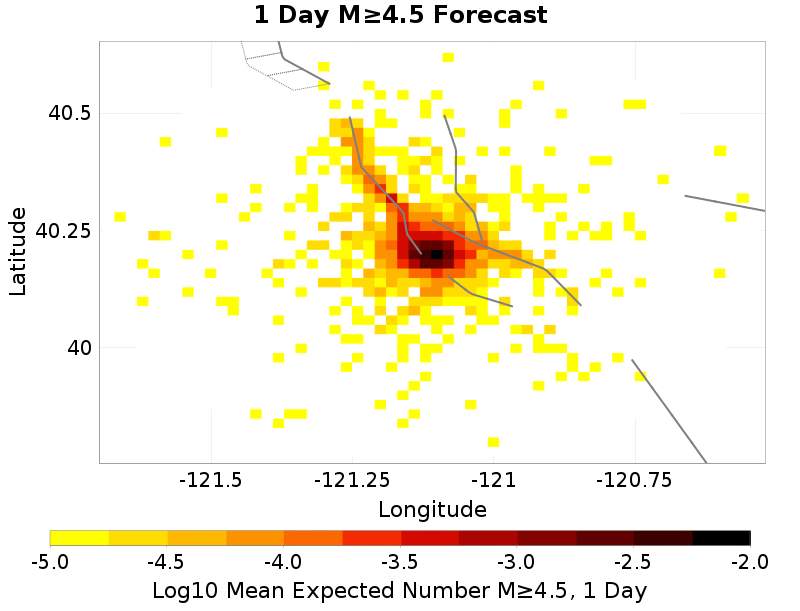 1 Day M≥4.5 Forecast
40.5
40.25
40
Latitude
-121.5 -121.25 -121 -120.75
Longitude
-5.0 -4.5 -4.0 -3.5 -3.0 -2.5 -2.0
Log10 Mean Expected Number M≥4.5, 1 Day